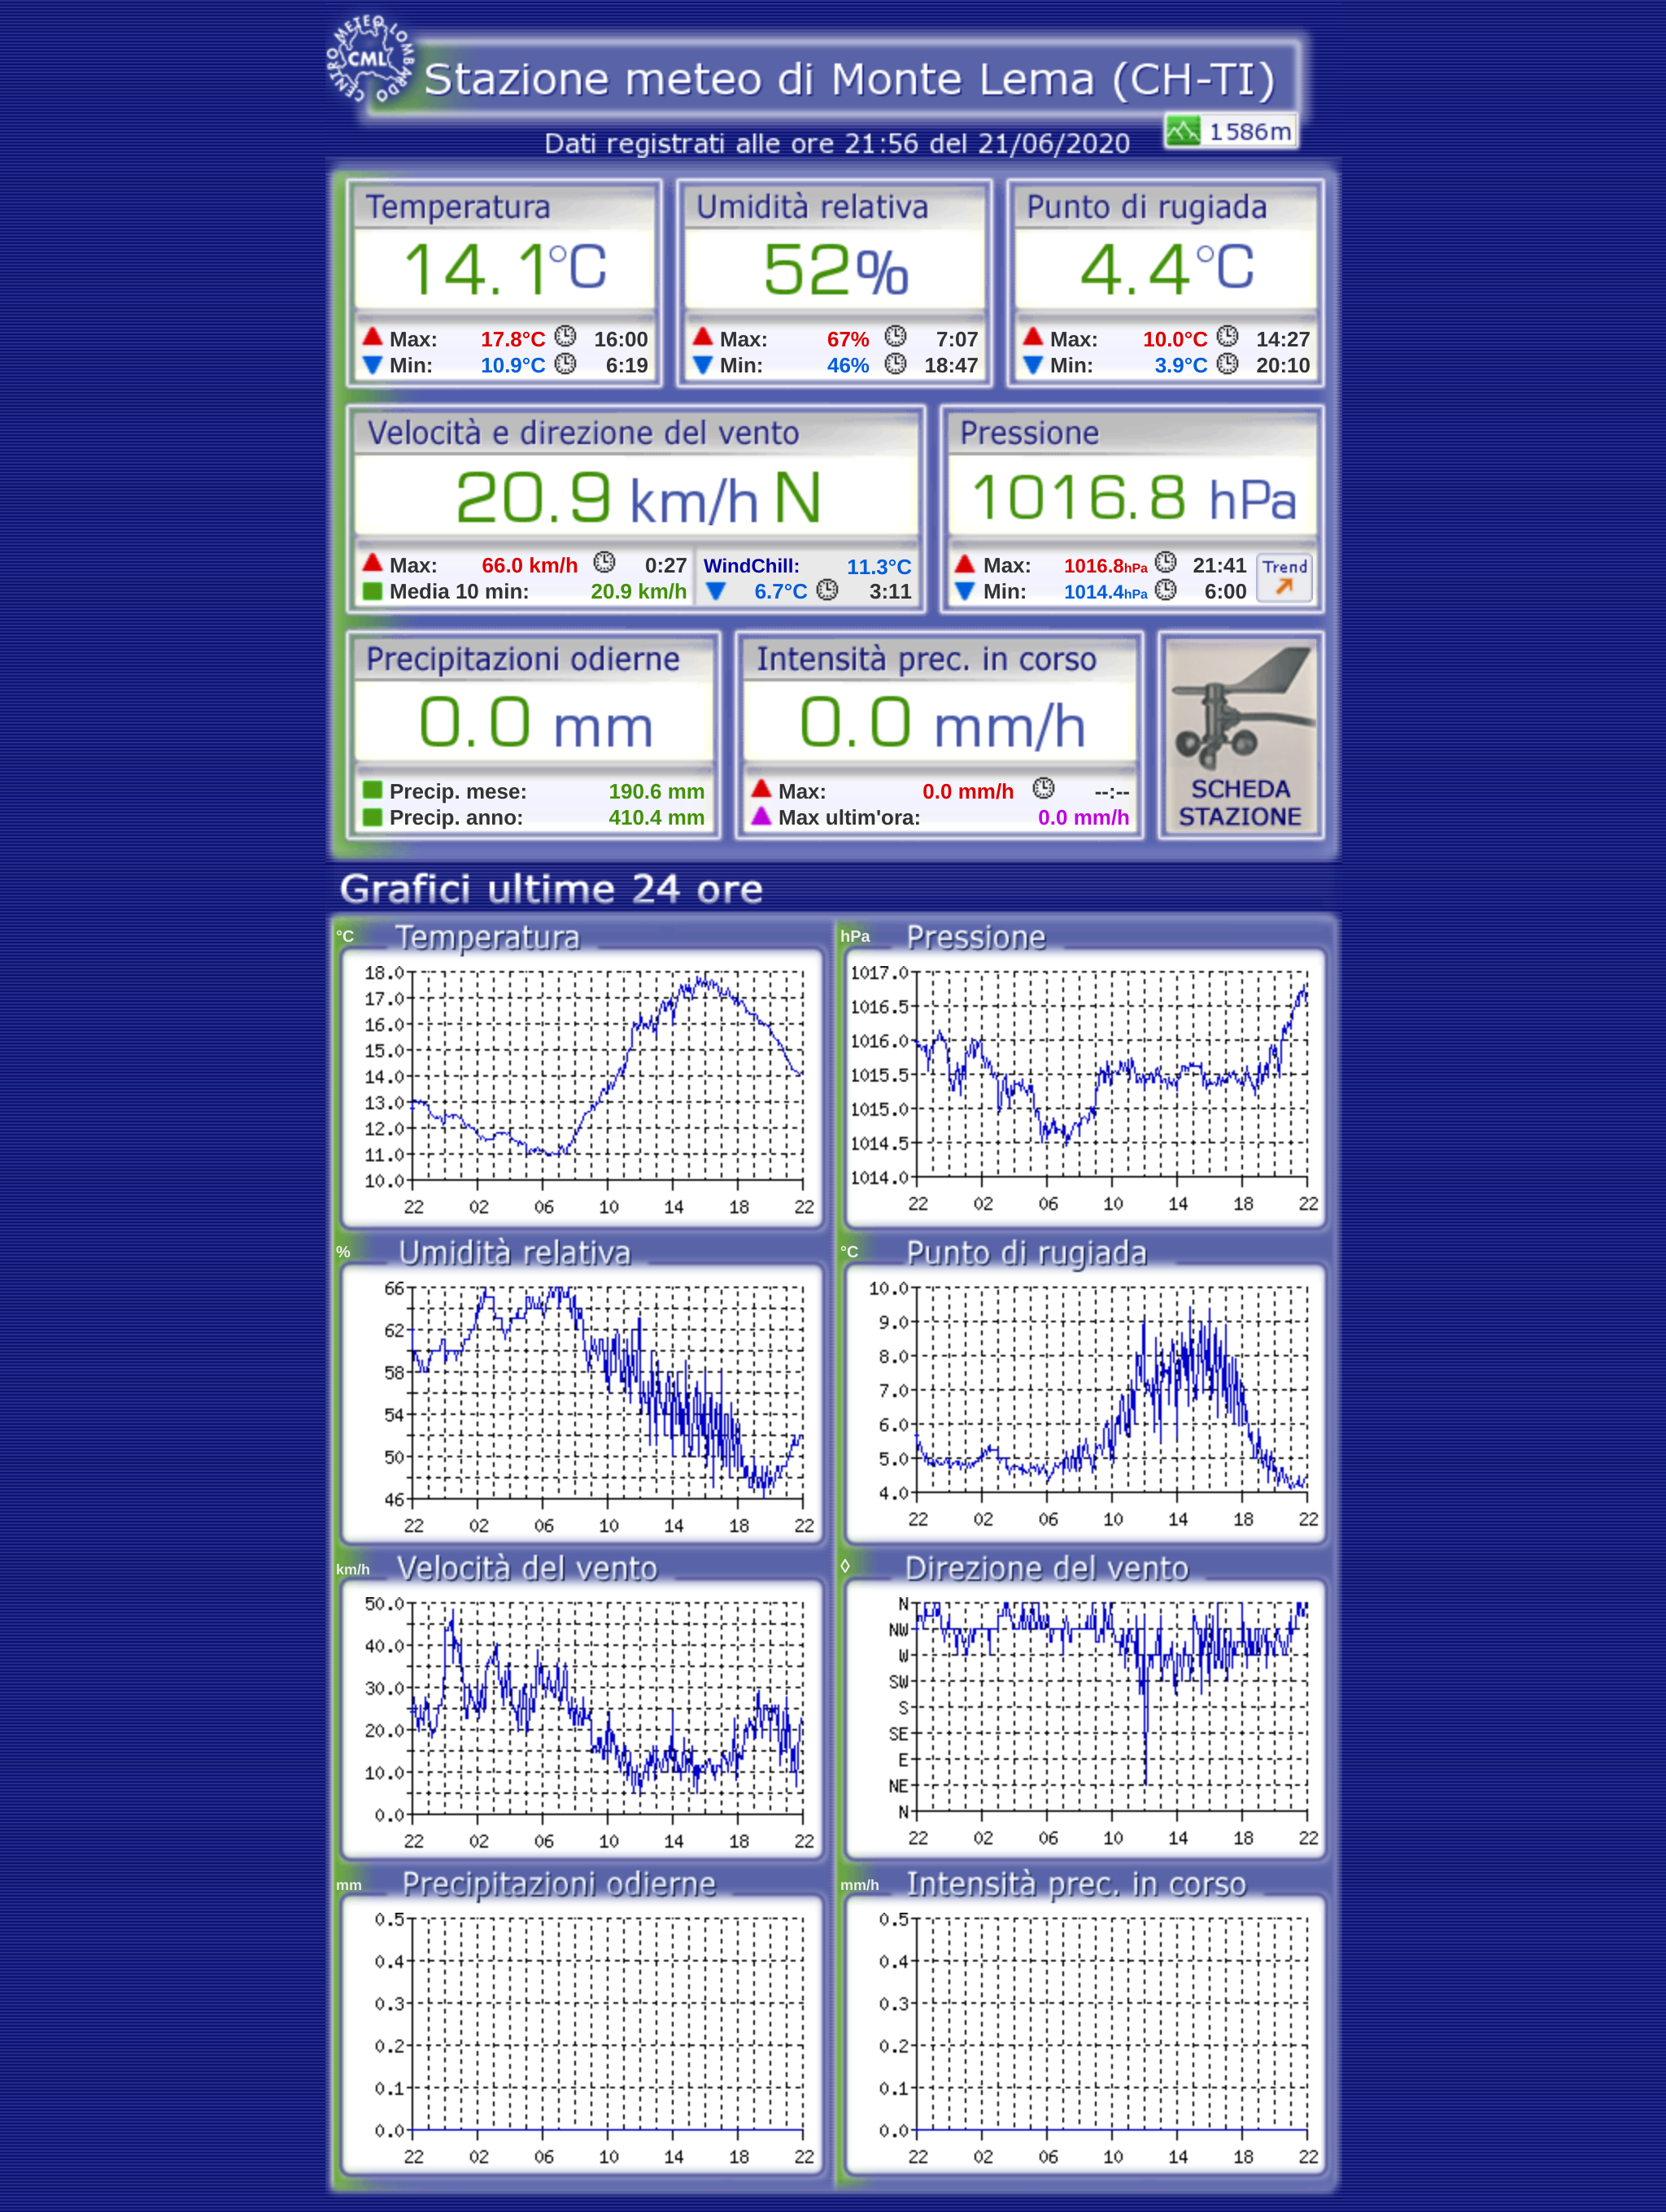 CENTRO METEO LOMBARDO
CML
Stazione meteo di Monte Lema (CH-TI)
1586m
Dati registrati alle ore 21:56 del 21/06/2020
Temperatura Umidità relativa Punto di rugiada
14.1°C 52% 4.4°C
Max: 17.8°C 16:00 Max: 67% 7:07 Max: 10.0°C 14:27
Min: 10.9°C 6:19 Min: 46% 18:47 Min: 3.9°C 20:10
Velocità e direzione del vento Pressione
20.9 km/h N 1016.8 hPa
Max: 66.0 km/h 0:27 WindChill: 11.3°C Max: 1016.8hPa 21:41 Trend
Media 10 min: 20.9 km/h 6.7°C 3:11 Min: 1014.4hPa 6:00
Precipitazioni odierne Intensità prec. in corso
0.0 mm 0.0 mm/h
Precip. mese: 190.6 mm Max: 0.0 mm/h --:-- SCHEDA
Precip. anno: 410.4 mm Max ultim'ora: 0.0 mm/h STAZIONE
Grafici ultime 24 ore
°C Temperatura
18.0
17.0
16.0
15.0
14.0
13.0
12.0
11.0
10.0
22 02 06 10 14 18 22
hPa Pressione
1017.0
1016.5
1016.0
1015.5
1015.0
1014.5
1014.0
22 02 06 10 14 18 22
% Umidità relativa
66
62
58
54
50
46
22 02 06 10 14 18 22
°C Punto di rugiada
10.0
9.0
8.0
7.0
6.0
5.0
4.0
22 02 06 10 14 18 22
km/h Velocità del vento
50.0
40.0
30.0
20.0
10.0
0.0
22 02 06 10 14 18 22
◊ Direzione del vento
N
NW
W
SW
S
SE
E
NE
N
22 02 06 10 14 18 22
mm Precipitazioni odierne
0.5
0.4
0.3
0.2
0.1
0.0
22 02 06 10 14 18 22
mm/h Intensità prec. in corso
0.5
0.4
0.3
0.2
0.1
0.0
22 02 06 10 14 18 22